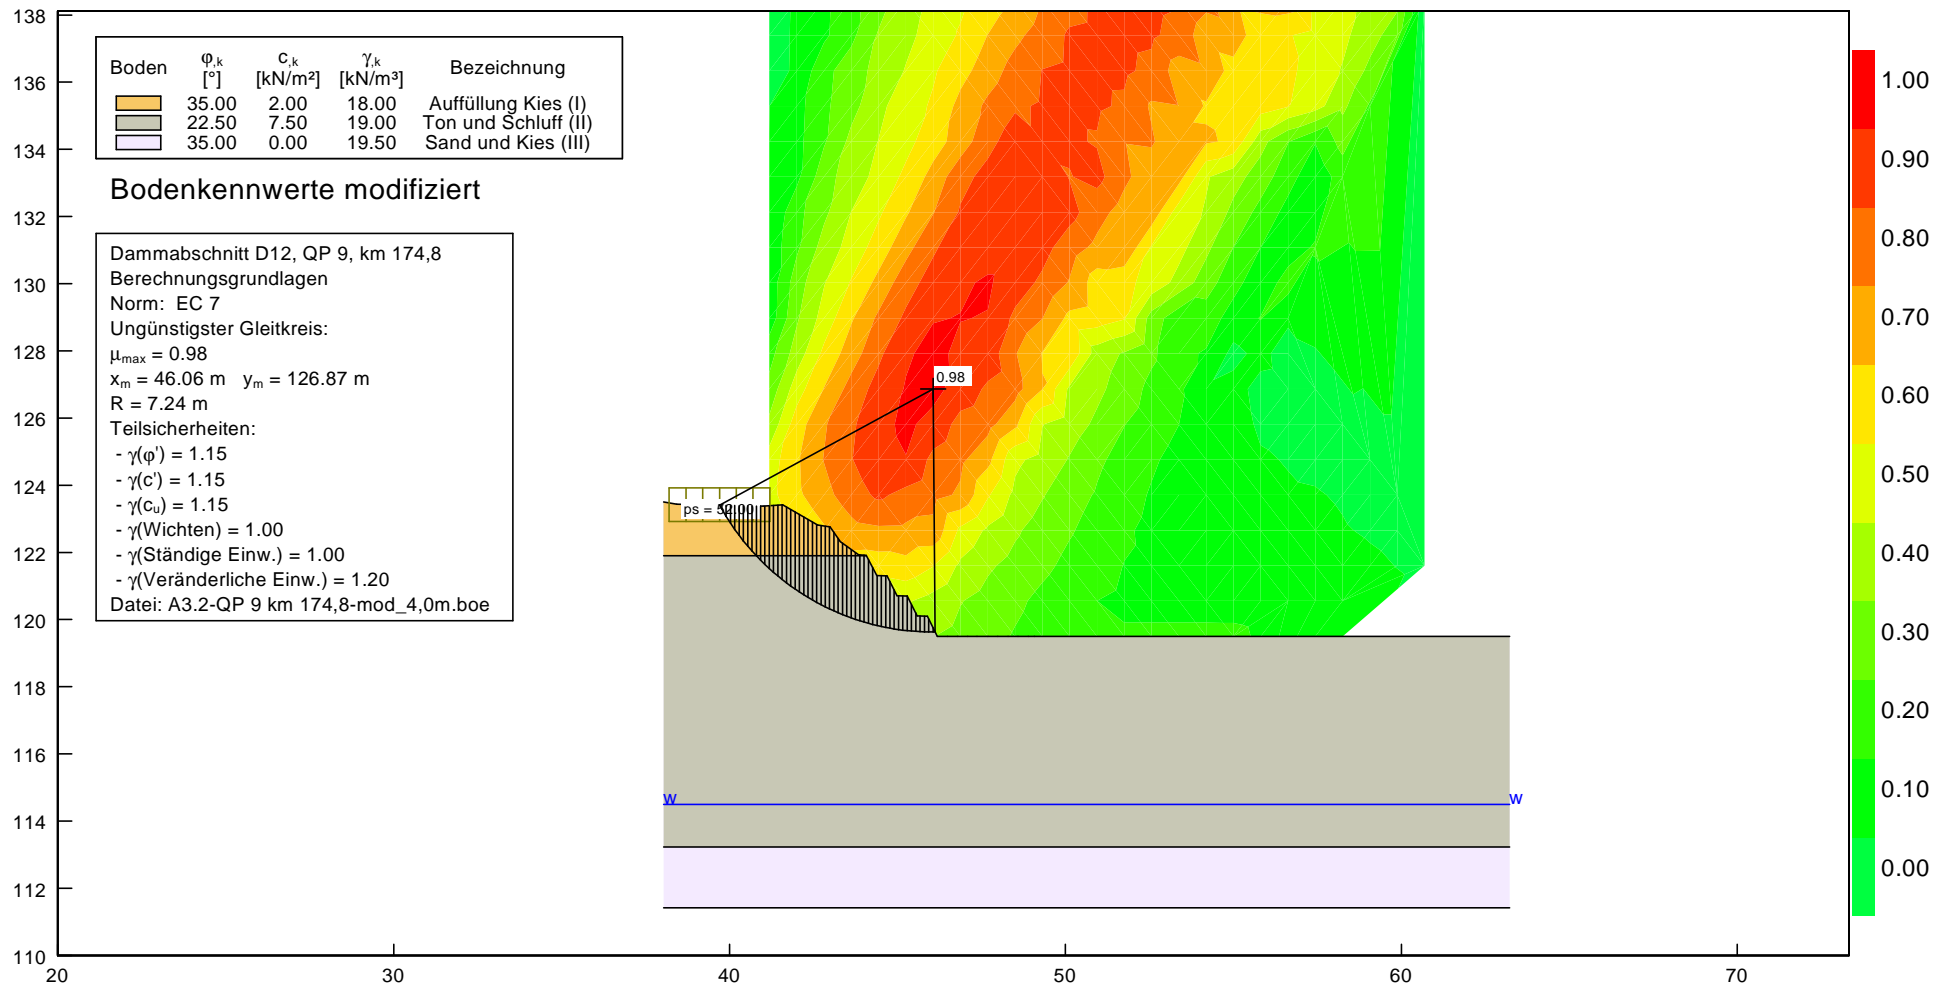 Boden φ,k c,k γ,k Bezeichnung
[°] [kN/m²] [kN/m³]
35.00 2.00 18.00 Auffüllung Kies (I)
22.50 7.50 19.00 Ton und Schluff (II)
35.00 0.00 19.50 Sand und Kies (III)
Bodenkennwerte modifiziert
Dammabschnitt D12, QP 9, km 174,8
Berechnungsgrundlagen
Norm: EC 7
Ungünstigster Gleitkreis:
μmax = 0.98
xm = 46.06 m ym = 126.87 m
R = 7.24 m
Teilsicherheiten:
- γ(φ') = 1.15
- γ(c') = 1.15
- γ(cu) = 1.15
- γ(Wichten) = 1.00
- γ(Ständige Einw.) = 1.00
- γ(Veränderliche Einw.) = 1.20
Datei: A3.2-QP 9 km 174,8-mod_4,0m.boe
138
136
134
132
130
128
126
124
122
120
118
116
114
112
110
0.98
ps = 52.00
w w
20 30 40 50 60 70
1.00
0.90
0.80
0.70
0.60
0.50
0.40
0.30
0.20
0.10
0.00